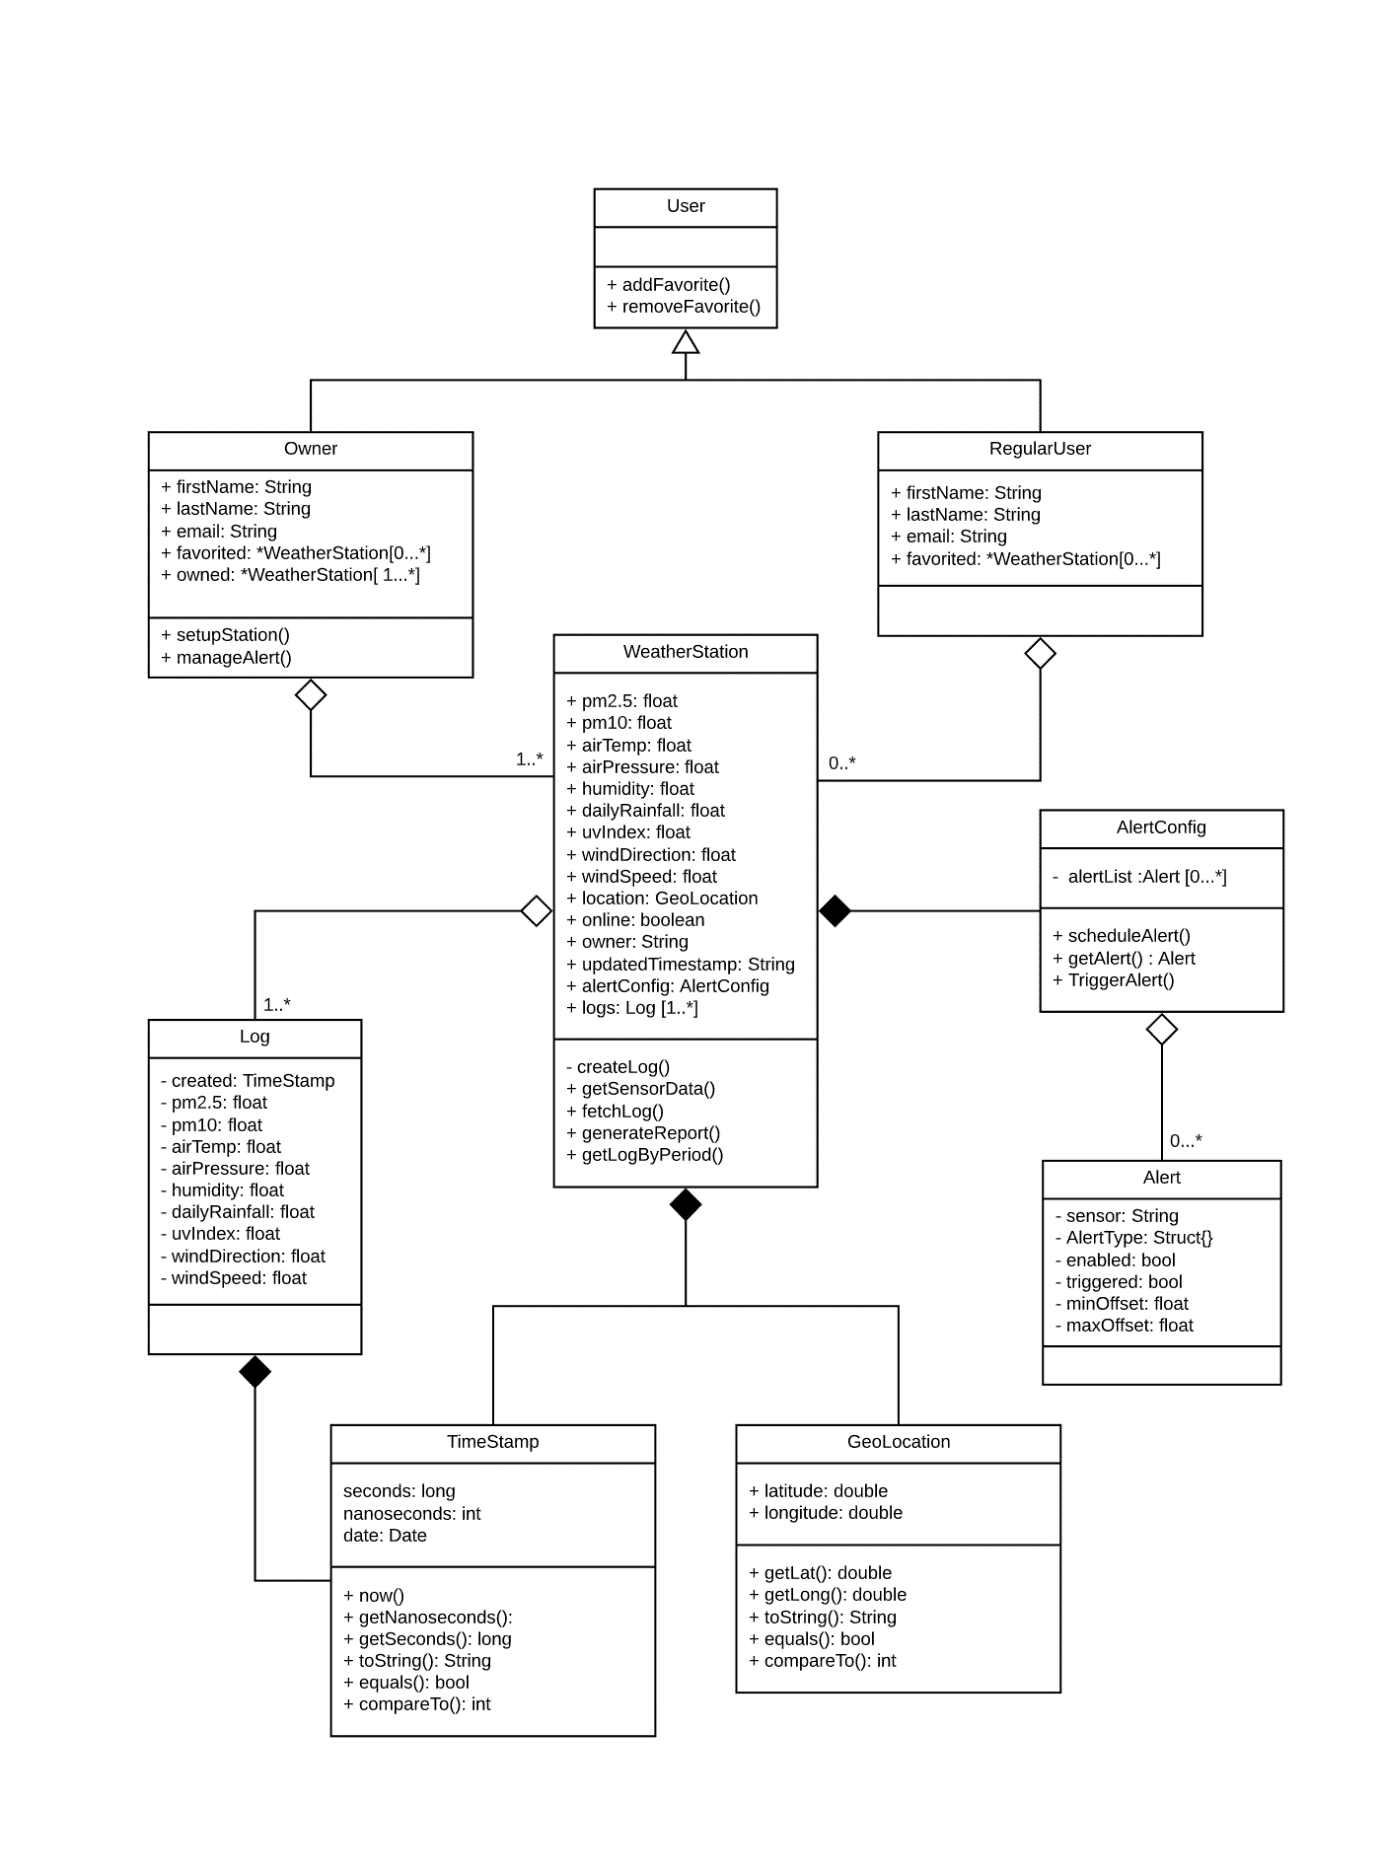 User
+ addFavorite()
+ removeFavorite()
Owner
+ firstName: String
+ lastName: String
+ email: String
+ favorited: *WeatherStation[0...*]
+ owned: *WeatherStation[ 1...*]
+ setupStation()
+ manageAlert()
RegularUser
+ firstName: String
+ lastName: String
+ email: String
+ favorited: *WeatherStation[0...*]
1..*
0..*
WeatherStation
+ pm2.5: float
+ pm10: float
+ airTemp: float
+ airPressure: float
+ humidity: float
+ dailyRainfall: float
+ uvIndex: float
+ windDirection: float
+ windSpeed: float
+ location: GeoLocation
+ online: boolean
+ owner: String
+ updatedTimestamp: String
+ alertConfig: AlertConfig
+ logs: Log [1..*]
- createLog()
+ getSensorData()
+ fetchLog()
+ generateReport()
+ getLogByPeriod()
AlertConfig
- alertList :Alert [0...*]
+ scheduleAlert()
+ getAlert() : Alert
+ TriggerAlert()
1..*
Log
- created: TimeStamp
- pm2.5: float
- pm10: float
- airTemp: float
- airPressure: float
- humidity: float
- dailyRainfall: float
- uvIndex: float
- windDirection: float
- windSpeed: float
0...*
Alert
- sensor: String
- AlertType: Struct{}
- enabled: bool
- triggered: bool
- minOffset: float
- maxOffset: float
TimeStamp
seconds: long
nanoseconds: int
date: Date
+ now()
+ getNanoseconds():
+ getSeconds(): long
+ toString(): String
+ equals(): bool
+ compareTo(): int
GeoLocation
+ latitude: double
+ longitude: double
+ getLat(): double
+ getLong(): double
+ toString(): String
+ equals(): bool
+ compareTo(): int